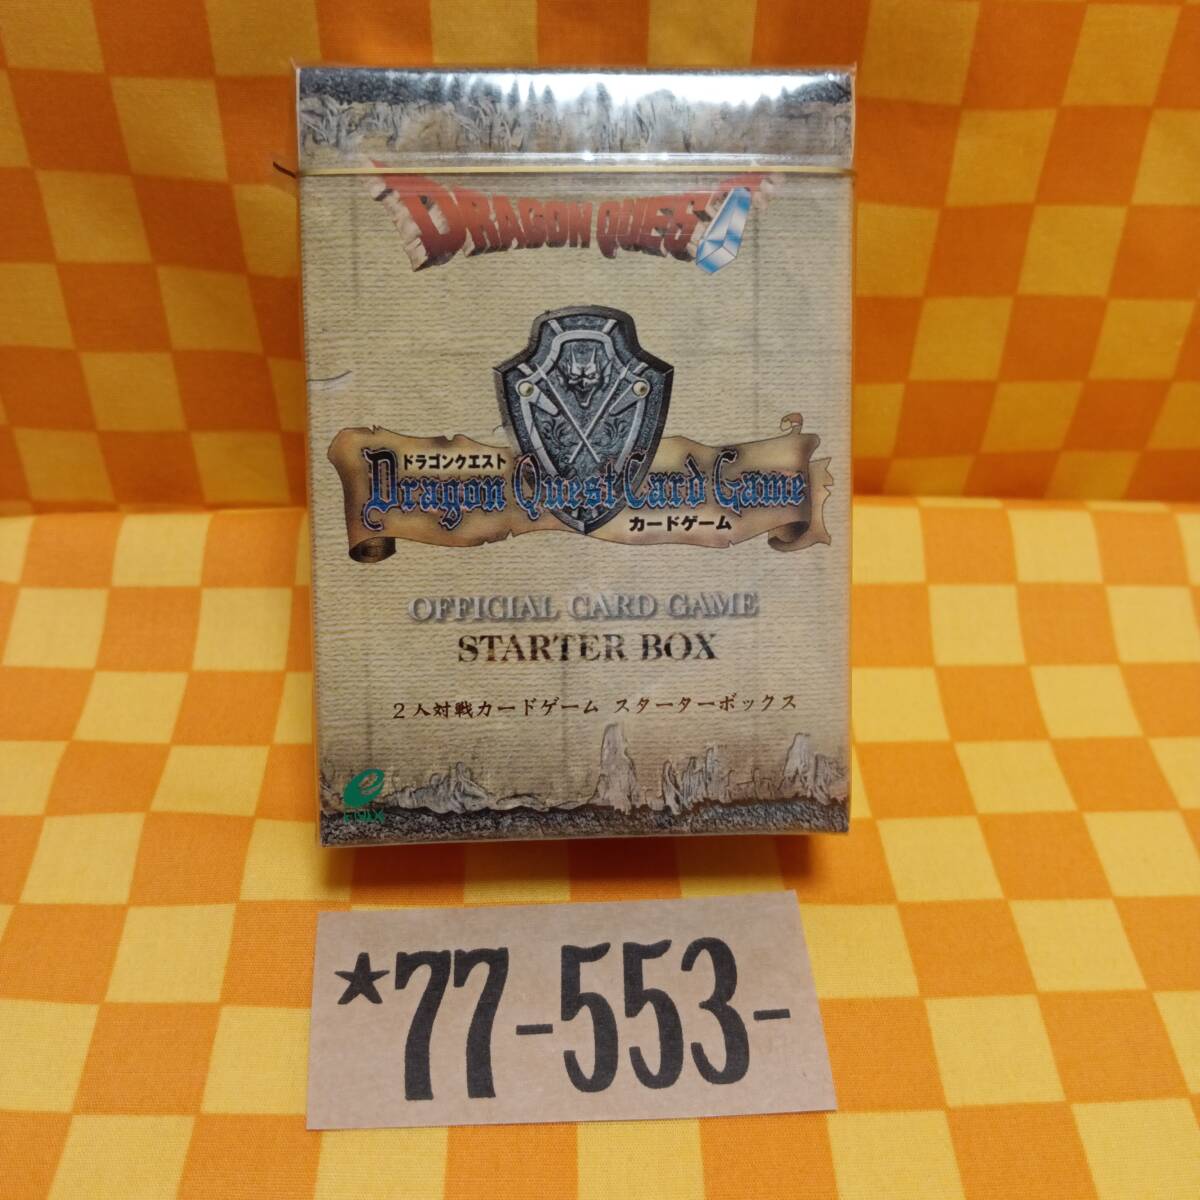 DRAGON QUEST
ドラゴンクエスト
Dragon Quest Card Game
カードゲーム
OFFICIAL CARD GAME
STARTER BOX
2人対戦カードゲーム スターターボックス
ENIX
★77-553-